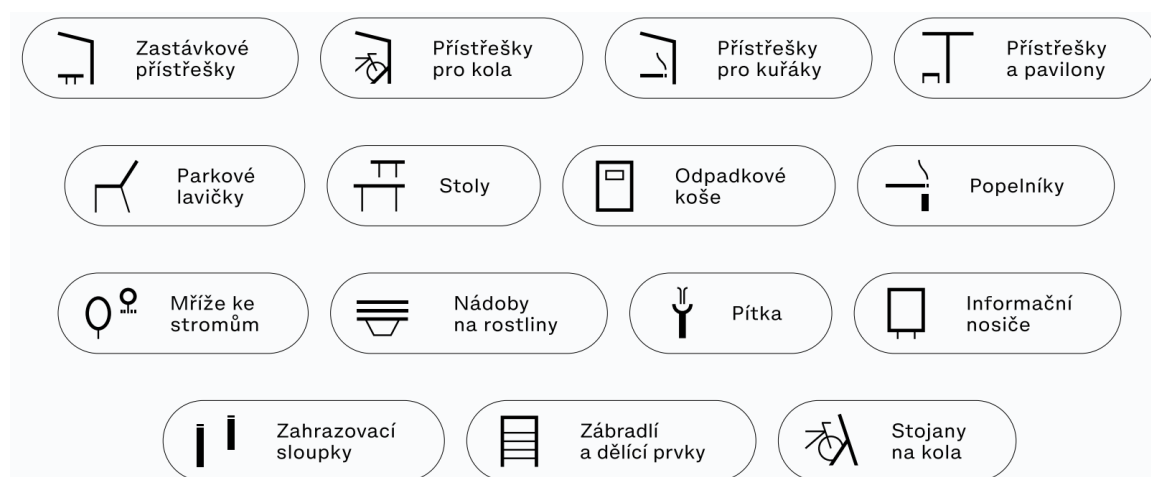 Zastávkové
přístřešky
Přístřešky
pro kola
Přístřešky
pro kuřáky
Přístřešky
a pavilony
Parkové
lavičky
Stoly
Odpadkové
koše
Popelníky
Mříže ke
stromům
Nádoby
na rostliny
Pítka
Informační
nosiče
Zahrazovací
sloupky
Zábradlí
a dělící prvky
Stojany
na kola